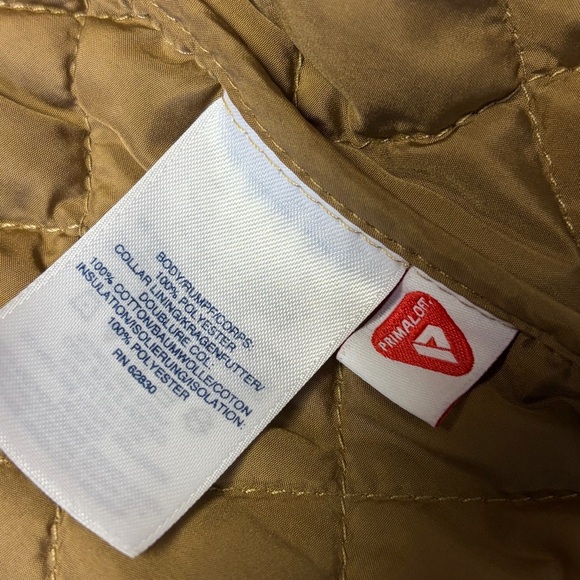 BODY/RUMPF/CORPS:
100% POLYESTER
COLLAR LINING/KRAGENFUTTER/
DOUBLURE COL:
100% COTTON/BAUMWOLLE/COTON
INSULATION/ISOLIERUNG/ISOLATION:
100% POLYESTER
RN 62830
PRIMALOFT